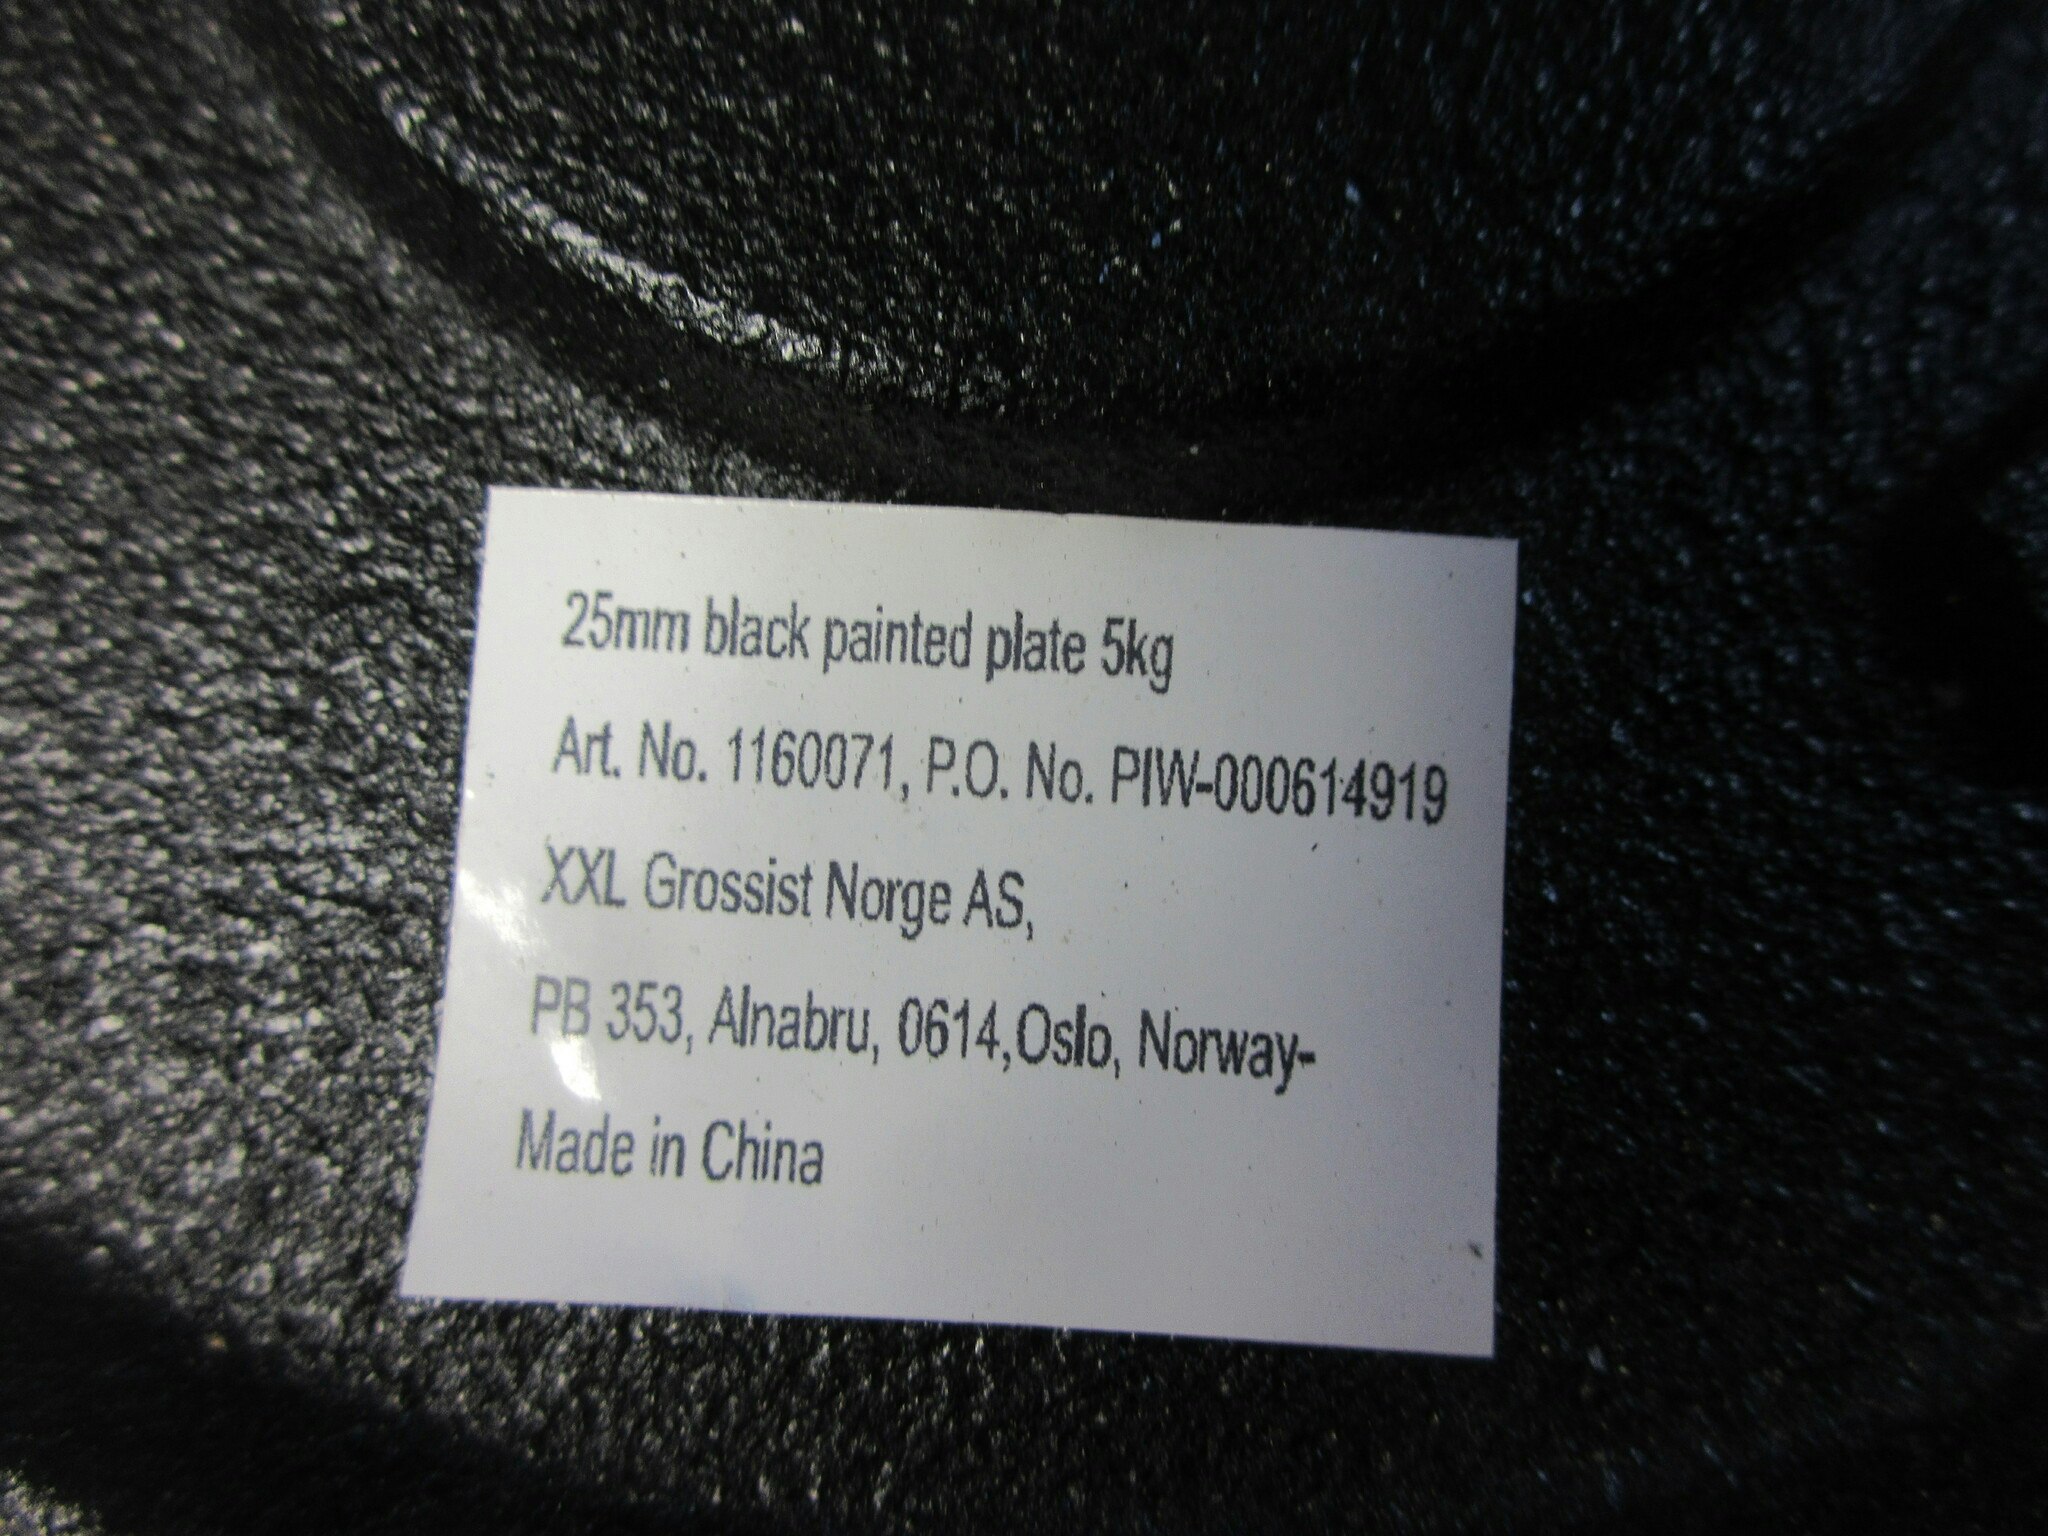 25mm black painted plate 5kg
Art. No. 1160071, P.O. No. PIW-000614919
XXL Grossist Norge AS,
PB 353, Alnabru, 0614,Oslo, Norway-
Made in China